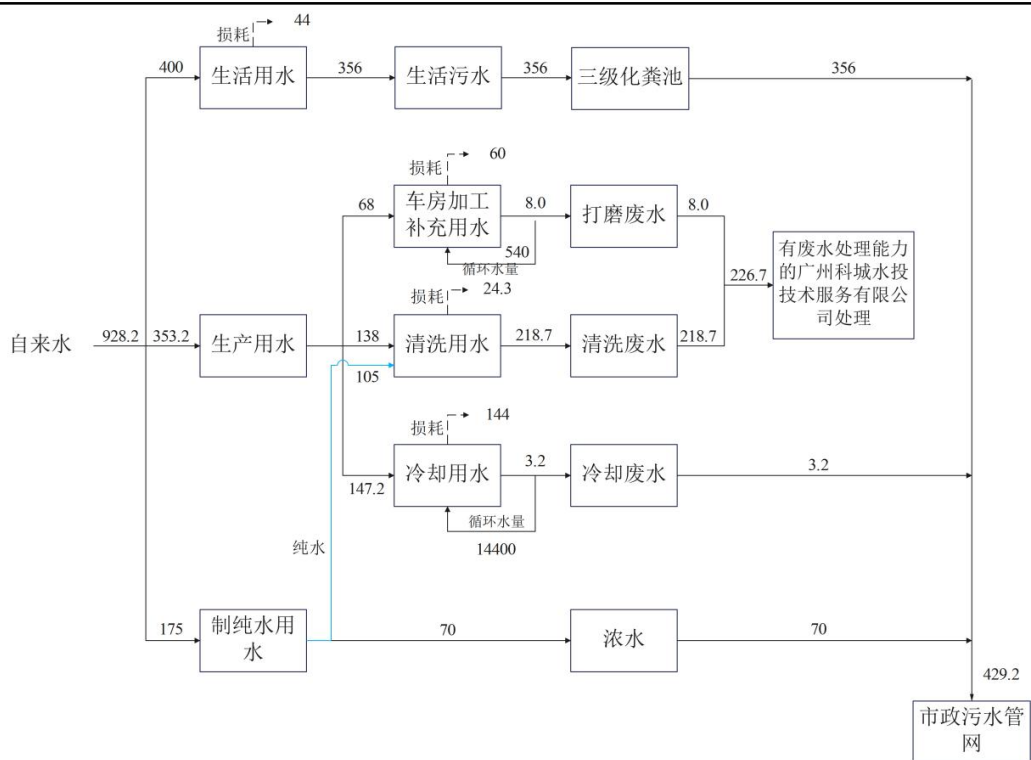 损耗
44
400
生活用水
356
生活污水
356
三级化粪池
356
损耗
60
68
车房加工
补充用水
8.0
打磨废水
8.0
540
循环水量
有废水处理能力
的广州科城水投
技术服务有限公
司处理
226.7
损耗
24.3
自来水
928.2
353.2
生产用水
138
清洗用水
218.7
清洗废水
218.7
105
损耗
144
147.2
冷却用水
3.2
冷却废水
3.2
循环水量
14400
纯水
175
制纯水用
水
70
浓水
70
429.2
市政污水管
网